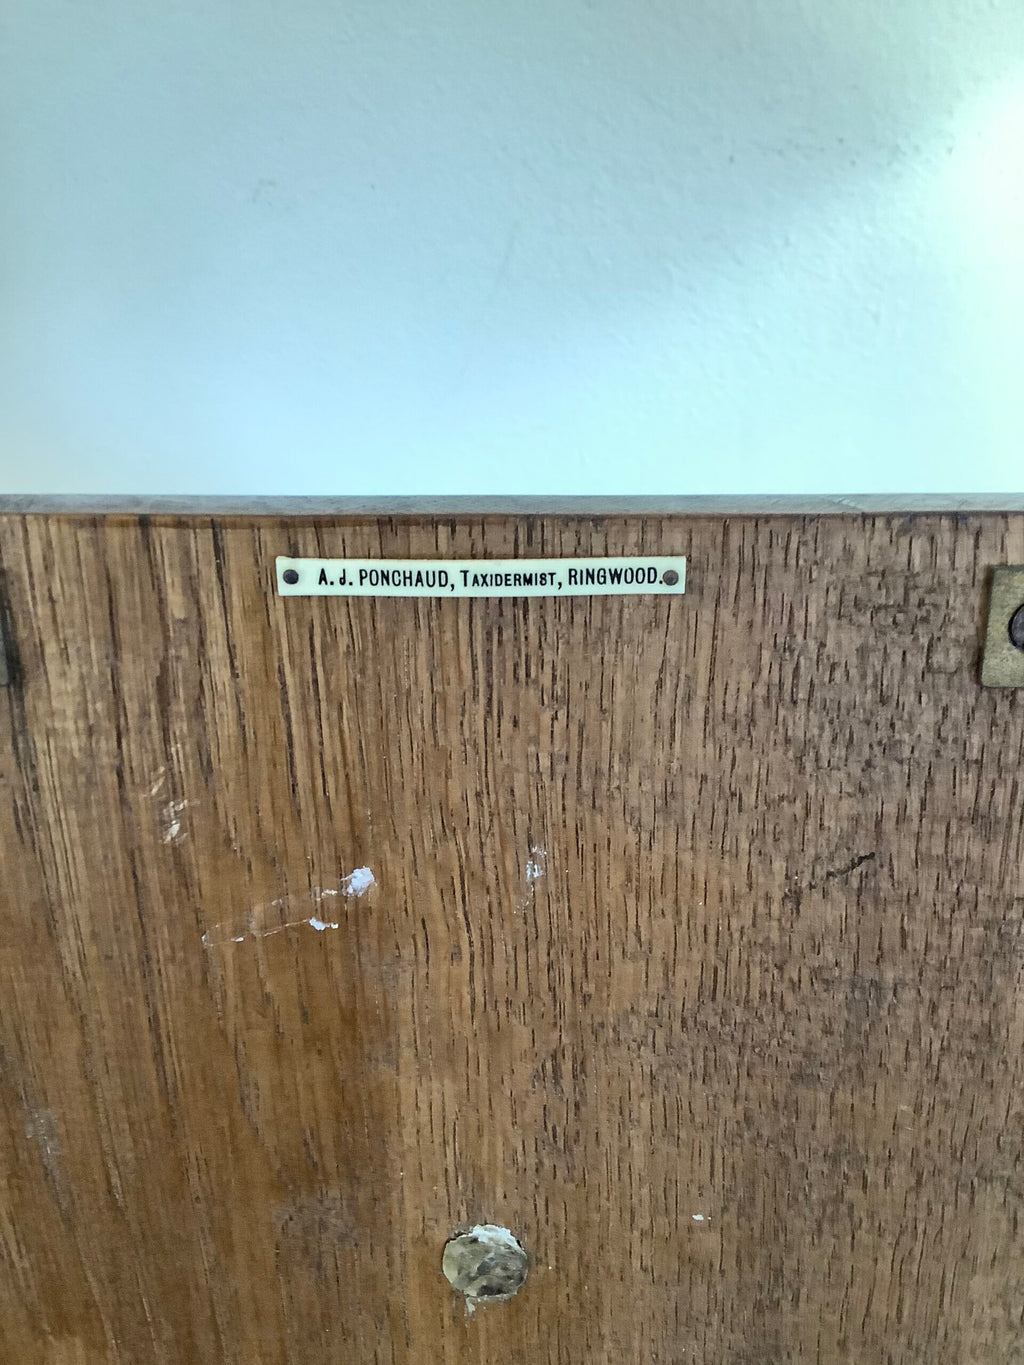 A. J. PONCHAUD, TAXIDERMIST, RINGWOOD.